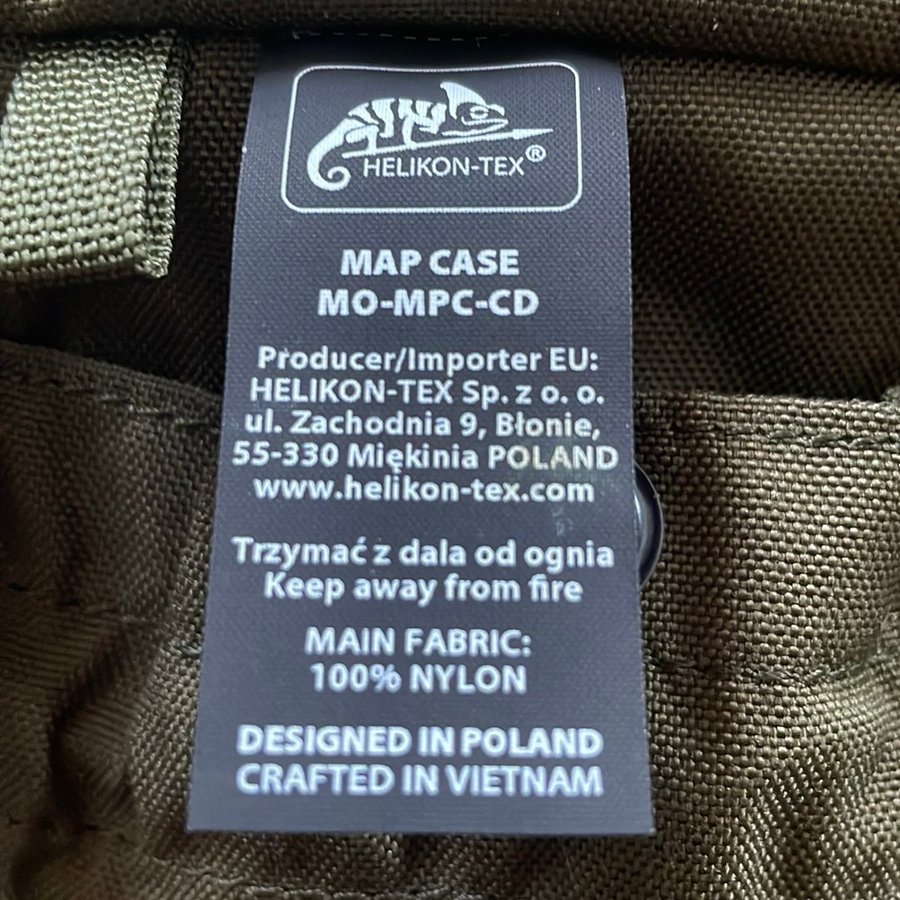 HELIKON-TEX®
MAP CASE
MO-MPC-CD
Producer/Importer EU:
HELIKON-TEX Sp. z o. o.
ul. Zachodnia 9, Błonie,
55-330 Miękinia POLAND
www.helikon-tex.com
Trzymać z dala od ognia
Keep away from fire
MAIN FABRIC:
100% NYLON
DESIGNED IN POLAND
CRAFTED IN VIETNAM